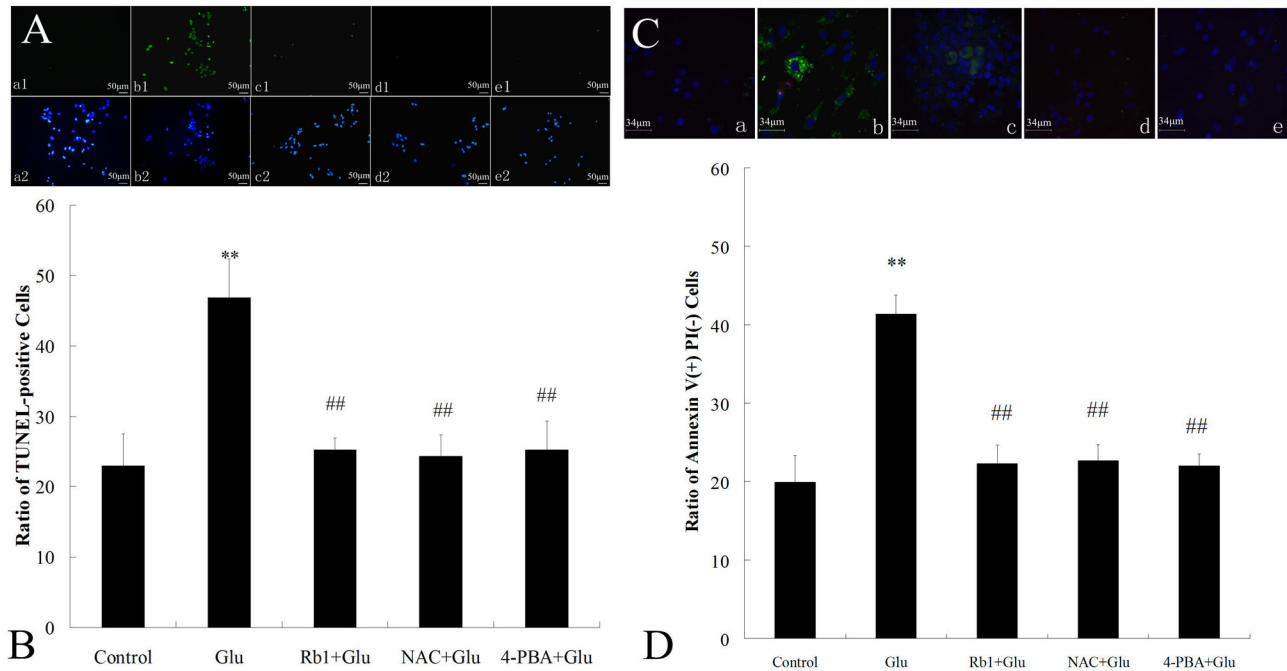 A
a1 50μm
b1 50μm
c1 50μm
d1 50μm
e1 50μm
a2 50μm
b2 50μm
c2 50μm
d2 50μm
e2 50μm
B
Ratio of TUNEL-positive Cells
60
50
40
30
20
10
0
**
##
##
##
Control Glu Rb1+Glu NAC+Glu 4-PBA+Glu
C
34μm a
34μm b
34μm c
34μm d
34μm e
D
Ratio of Annexin V(+) PI(-) Cells
60
50
40
30
20
10
0
**
##
##
##
Control Glu Rb1+Glu NAC+Glu 4-PBA+Glu